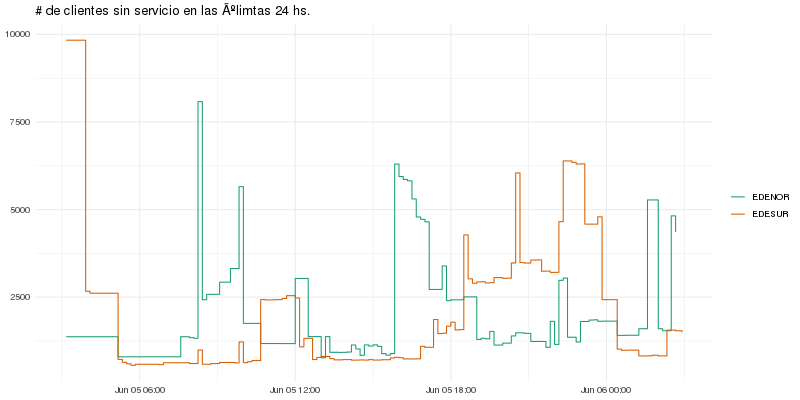 # de clientes sin servicio en las Ãºlimtas 24 hs.
10000
7500
5000
2500
Jun 05 06:00
Jun 05 12:00
Jun 05 18:00
Jun 06 00:00
EDENOR
EDESUR